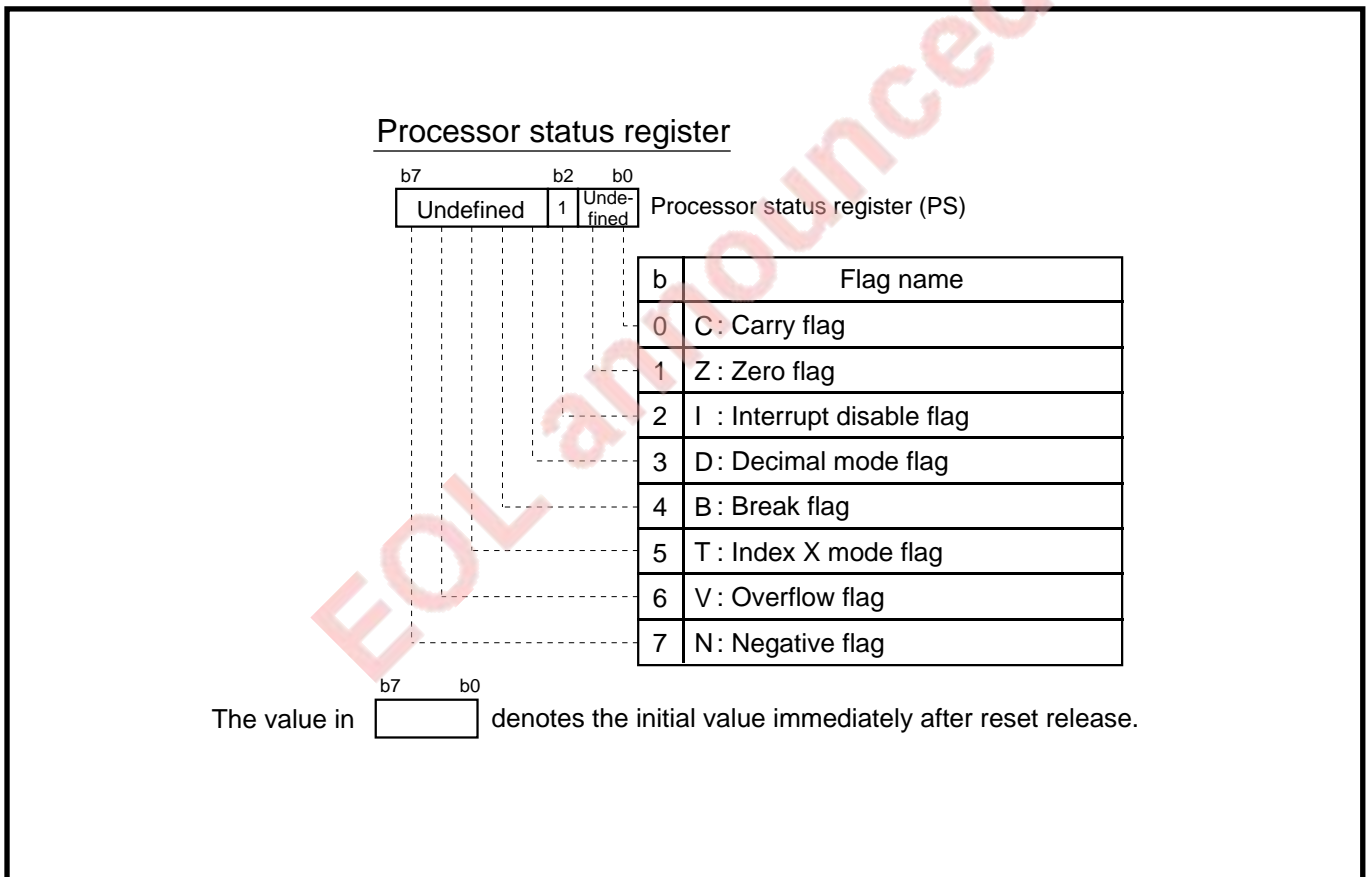 EOL announced
Processor status register
b7 b2 b0
Undefined 1 Unde-
fined
Processor status register (PS)
b Flag name
0 C : Carry flag
1 Z : Zero flag
2 I : Interrupt disable flag
3 D : Decimal mode flag
4 B : Break flag
5 T : Index X mode flag
6 V : Overflow flag
7 N : Negative flag
b7 b0
The value in denotes the initial value immediately after reset release.